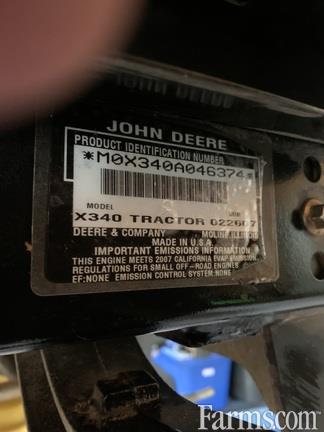 JOHN DEERE
PRODUCT IDENTIFICATION NUMBER
*M0X340A046374*
MODEL
X340 TRACTOR 022607
DEERE & COMPANY MOLINE
MADE IN U.S.A.
IMPORTANT EMISSIONS INFORMATION
THIS ENGINE MEETS 2007 CALIFORNIA EVAP EMISSION
REGULATIONS FOR SMALL OFF-ROAD ENGINES
EF:NONE EMISSION CONTROL SYSTEM:NONE
Farms.com